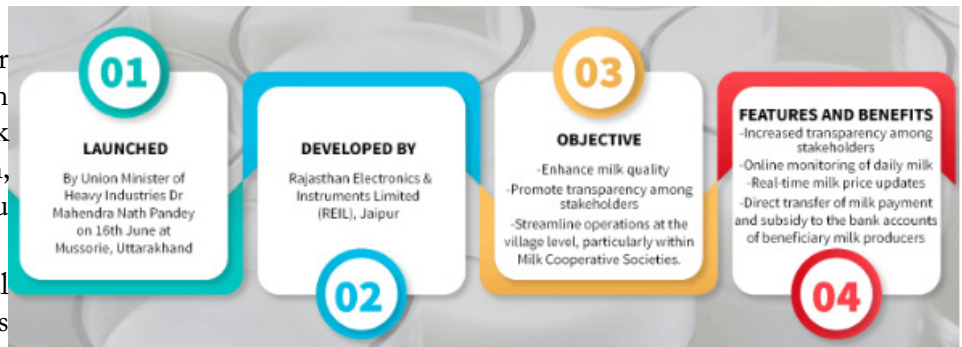 r
n
k
l,
u
l
s
01
LAUNCHED
By Union Minister of
Heavy Industries Dr
Mahendra Nath Pandey
on 16th June at
Mussorie, Uttarakhand
DEVELOPED BY
Rajasthan Electronics &
Instruments Limited
(REIL), Jaipur
02
03
OBJECTIVE
-Enhance milk quality
-Promote transparency among
stakeholders
-Streamline operations at the
village level, particularly within
Milk Cooperative Societies.
FEATURES AND BENEFITS
-Increased transparency among
stakeholders
-Online monitoring of daily milk
-Real-time milk price updates
-Direct transfer of milk payment
and subsidy to the bank accounts
of beneficiary milk producers
04